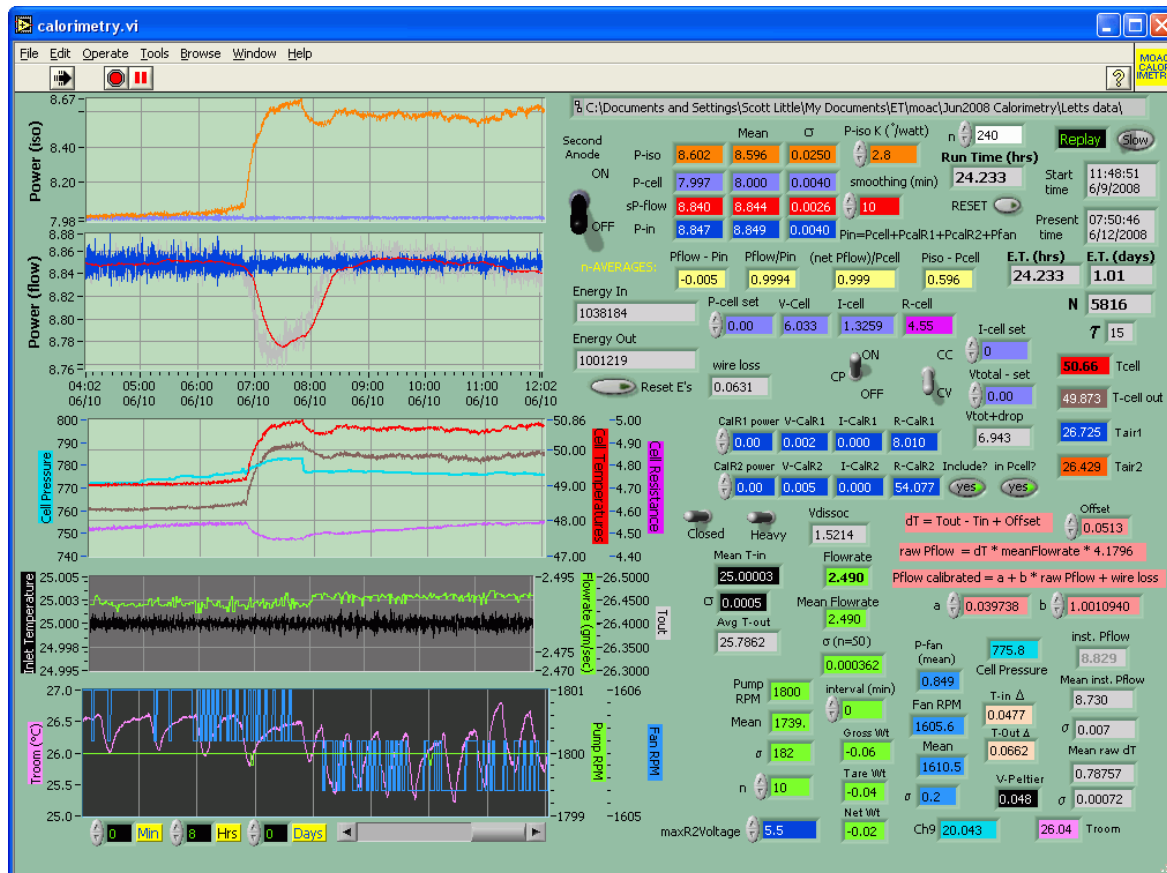 calorimetry.vi
File Edit Operate Tools Browse Window Help
MOAC
CALOR
IMETRY
C:\Documents and Settings\Scott Little\My Documents\ET\moac\Jun2008 Calorimetry\Letts data\
Power (iso)
8.67
8.40
8.20
7.98
Power (flow)
8.88
8.86
8.84
8.82
8.80
8.78
8.76
04:02 05:00 06:00 07:00 08:00 09:00 10:00 11:00 12:02
06/10 06/10 06/10 06/10 06/10 06/10 06/10 06/10 06/10
Second
Anode
ON
OFF
Mean σ P-iso K (°/watt)
P-iso 8.602 8.596 0.0250 2.8
P-cell 7.997 8.000 0.0040 smoothing (min)
sP-flow 8.840 8.844 0.0026 10
P-in 8.847 8.849 0.0040 Pin=Pcell+PcalR1+PcalR2+Pfan
n 240
Run Time (hrs)
24.233
RESET
Replay Slow
Start
time
11:48:51
6/9/2008
Present
time
07:50:46
6/12/2008
n-AVERAGES:
Pflow - Pin Pflow/Pin (net Pflow)/Pcell Piso - Pcell
-0.005 0.9994 0.999 0.596
E.T. (hrs) E.T. (days)
24.233 1.01
N 5816
τ 15
Energy In
1038184
Energy Out
1001219
Reset E's
P-cell set V-Cell I-cell R-cell
0.00 6.033 1.3259 4.55
wire loss
0.0631
ON
CP
OFF
CC
CV
I-cell set
0
Vtotal - set
0.00
Vtot+drop
6.943
50.66 Tcell
49.873 T-cell out
26.725 Tair1
26.429 Tair2
CalR1 power V-CalR1 I-CalR1 R-CalR1
0.00 0.002 0.000 8.010
CalR2 power V-CalR2 I-CalR2 R-CalR2 Include? in Pcell?
0.00 0.005 0.000 54.077 yes yes
Cell Pressure
800
790
780
770
760
750
740
50.86
50.00
49.00
48.00
47.00
Cell Temperatures
5.00
4.90
4.80
4.70
4.60
4.50
4.40
Cell Resistance
Closed
Heavy
Vdissoc
1.5214
dT = Tout - Tin + Offset
Offset
0.0513
raw Pflow = dT * meanFlowrate * 4.1796
Pflow calibrated = a + b * raw Pflow + wire loss
a 0.039738 b 1.0010940
Mean T-in
25.00003
σ 0.0005
Avg T-out
25.7862
Flowrate
2.490
Mean Flowrate
2.490
σ (n=50)
0.000362
Inlet Temperature
25.005
25.003
25.000
24.998
24.995
2.495
2.475
2.470
Flowrate (gm/sec)
26.5000
26.4500
26.4000
26.3500
26.3000
Tout
Troom (°C)
27.0
26.5
26.0
25.5
25.0
1801
1800
1799
Pump RPM
1606
1605
Fan RPM
Pump
RPM
1800
Mean 1739.
σ 182
n 10
interval (min)
0
Gross Wt
-0.06
Tare Wt
-0.04
Net Wt
-0.02
P-fan
(mean)
0.849
Fan RPM
1605.6
Mean
1610.5
σ 0.2
775.8
Cell Pressure
T-in Δ
0.0477
T-Out Δ
0.0662
V-Peltier
0.048
inst. Pflow
8.829
Mean inst. Pflow
8.730
σ 0.007
Mean raw dT
0.78757
σ 0.00072
0 Min 8 Hrs 0 Days
maxR2Voltage 5.5
Ch9 20.043
26.04 Troom